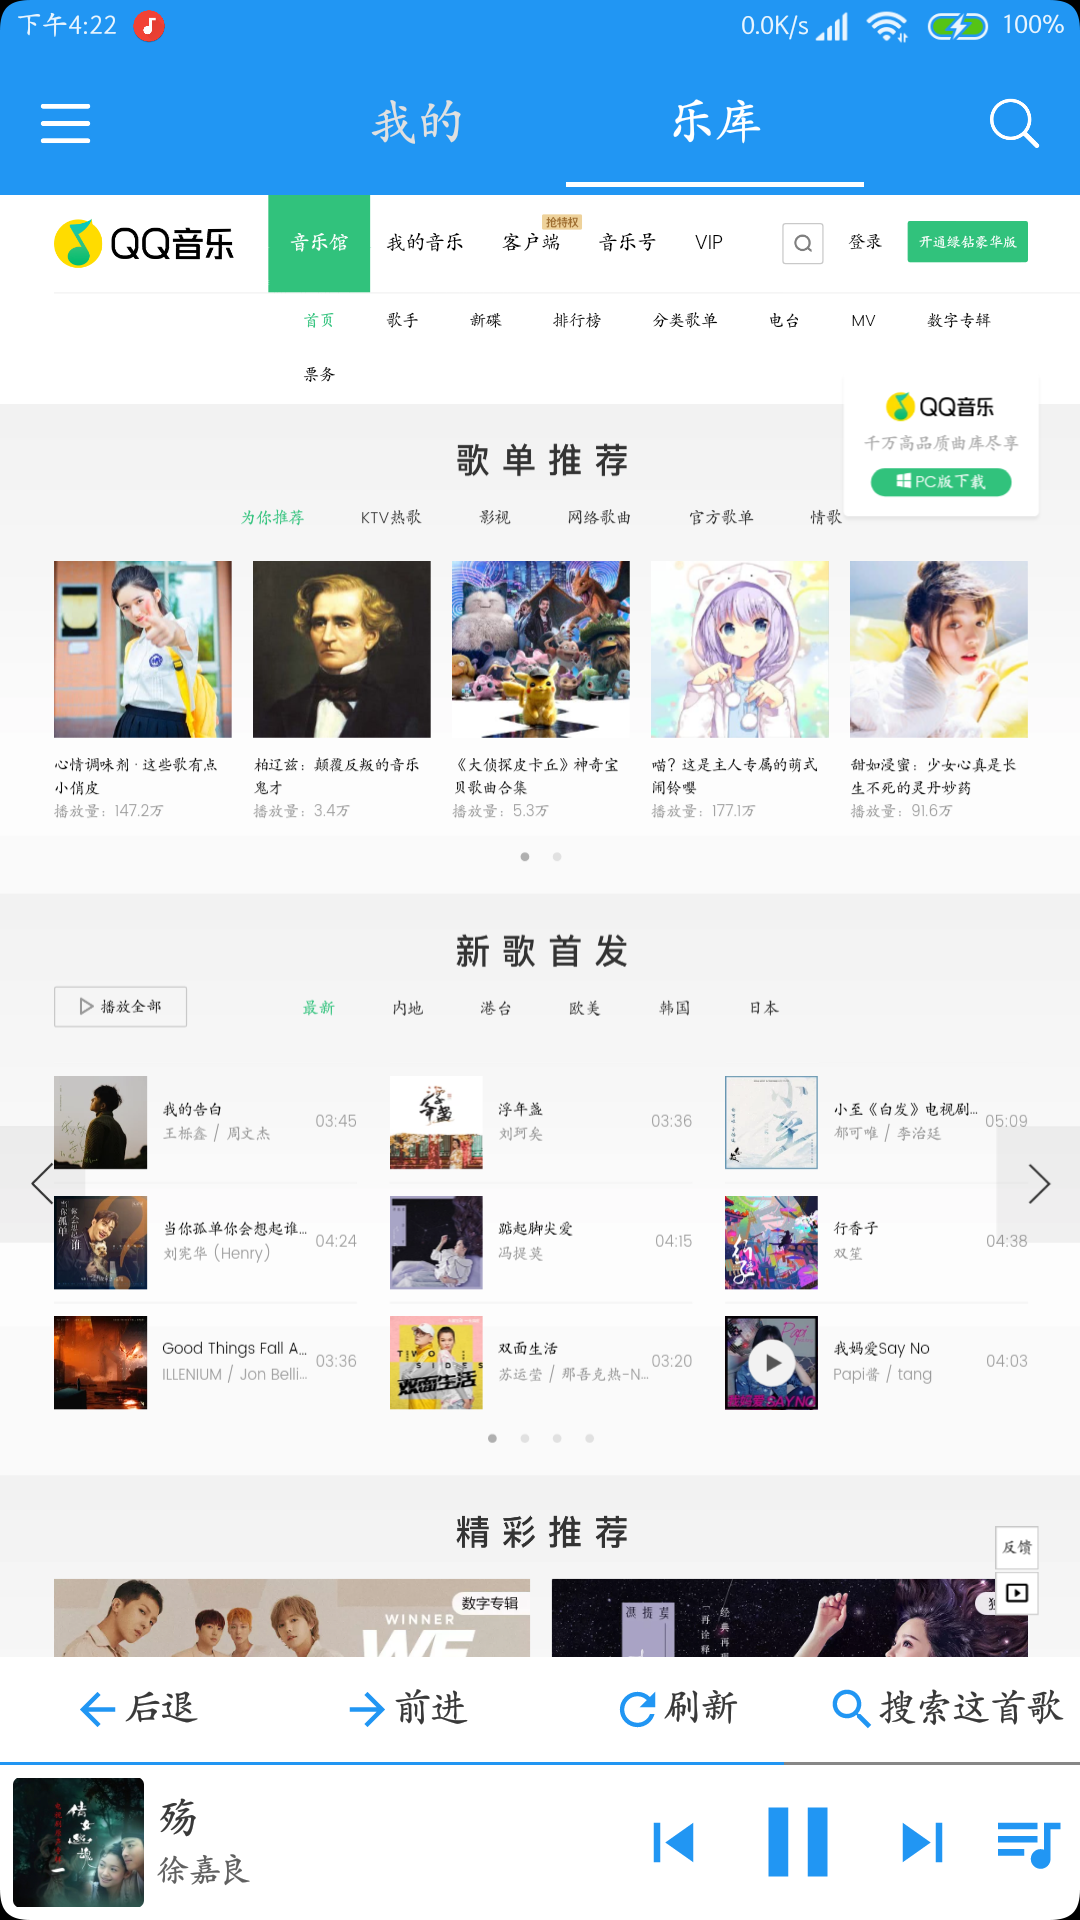 下午4:22
0.0K/s
100%
我的
乐库
QQ音乐
音乐馆
我的音乐
客户端
抢特权
音乐号
VIP
登录
开通绿钻豪华版
首页
歌手
新碟
排行榜
分类歌单
电台
MV
数字专辑
票务
QQ音乐
千万高品质曲库尽享
PC版下载
歌单推荐
为你推荐
KTV热歌
影视
网络歌曲
官方歌单
情歌
心情调味剂·这些歌有点
小俏皮
播放量：147.2万
柏辽兹：颠覆反叛的音乐
鬼才
播放量：3.4万
《大侦探皮卡丘》神奇宝
贝歌曲合集
播放量：5.3万
喵？这是主人专属的萌式
闹铃嘤
播放量：177.1万
甜如浸蜜：少女心真是长
生不死的灵丹妙药
播放量：91.6万
新歌首发
播放全部
最新
内地
港台
欧美
韩国
日本
我的告白
王栎鑫 / 周文杰
03:45
浮年盏
刘珂矣
03:36
小至《白发》电视剧...
郁可唯 / 李治廷
05:09
当你孤单你会想起谁...
刘宪华 (Henry)
04:24
踮起脚尖爱
冯提莫
04:15
行香子
双笙
04:38
Good Things Fall A...
ILLENIUM / Jon Belli...
03:36
TWO
SIDES
双面生活
双面生活
苏运莹 / 那吾克热-N...
03:20
Papi
我妈爱Say No
Papi酱 / tang
04:03
精彩推荐
反馈
数字专辑
WINNER
WE
馮提莫
后退
前进
刷新
搜索这首歌
倩女幽魂
殇
徐嘉良